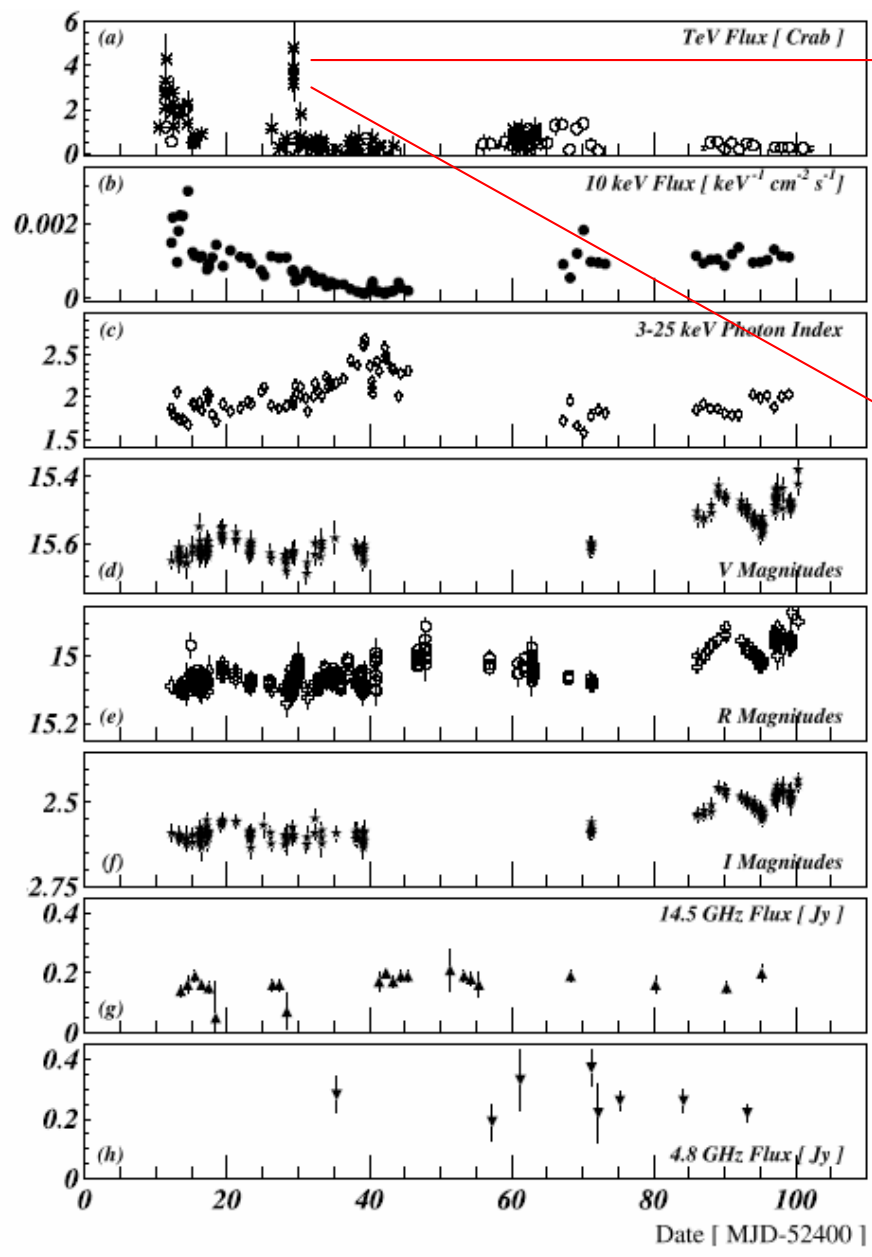 6 (a) TeV Flux [ Crab ]
4
2
0
(b) 10 keV Flux [ keV⁻¹ cm⁻² s⁻¹]
0.002
0
(c) 3-25 keV Photon Index
2.5
2
1.5
15.4
15.6
(d) V Magnitudes
15
15.2
(e) R Magnitudes
2.5
(f) I Magnitudes
2.75
0.4 14.5 GHz Flux [ Jy ]
0.2
(g)
0
0.4
0.2
(h) 4.8 GHz Flux [ Jy ]
0
0 20 40 60 80 100
Date [ MJD-52400 ]